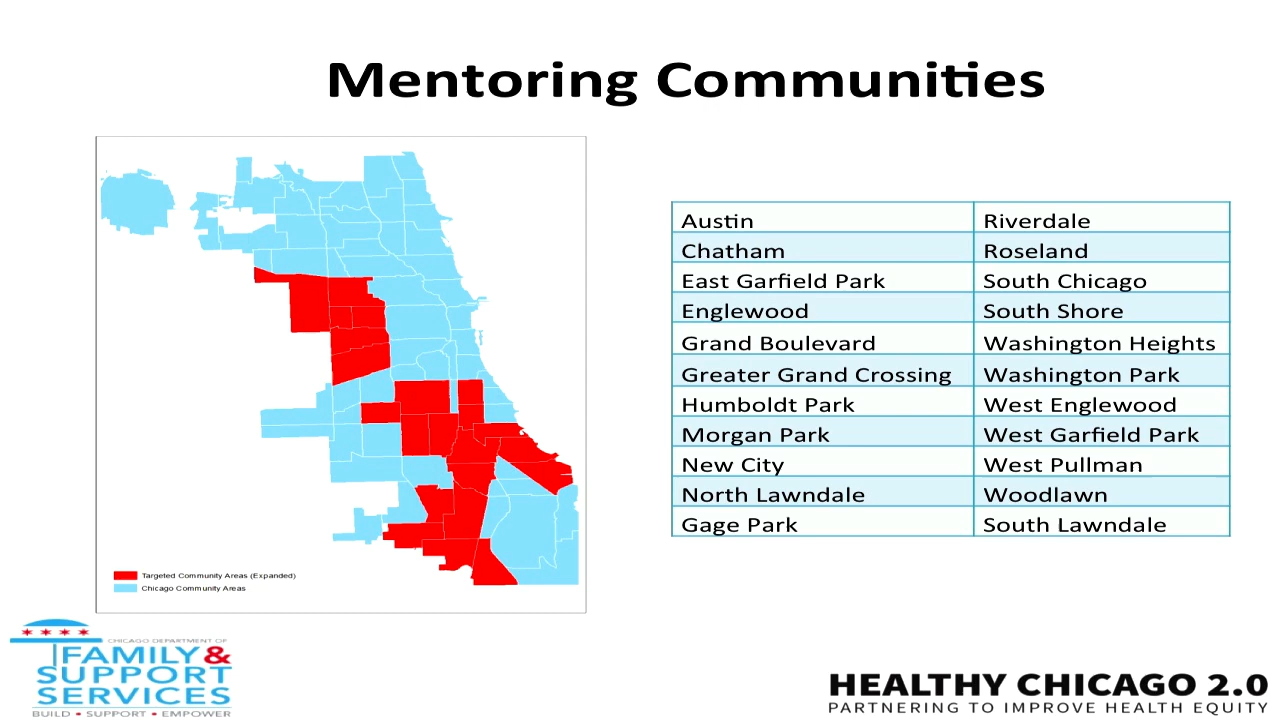 Mentoring Communities
Austin Riverdale
Chatham Roseland
East Garfield Park South Chicago
Englewood South Shore
Grand Boulevard Washington Heights
Greater Grand Crossing Washington Park
Humboldt Park West Englewood
Morgan Park West Garfield Park
New City West Pullman
North Lawndale Woodlawn
Gage Park South Lawndale
Targeted Community Areas (Expanded)
Chicago Community Areas
CHICAGO DEPARTMENT OF
FAMILY &
SUPPORT
SERVICES
BUILD • SUPPORT • EMPOWER
HEALTHY CHICAGO 2.0
PARTNERING TO IMPROVE HEALTH EQUITY